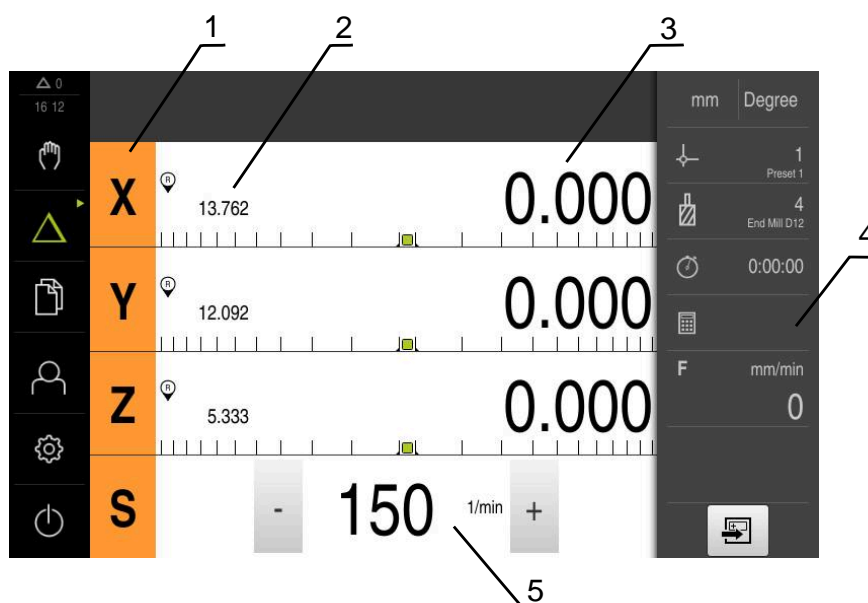 1 2 3
0
16 12
mm Degree
X R 13.762 0.000
1
Preset 1
4
End Mill D12
4
Y R 12.092 0.000
0:00:00
Z R 5.333 0.000
F mm/min
0
S - 150 1/min +
5